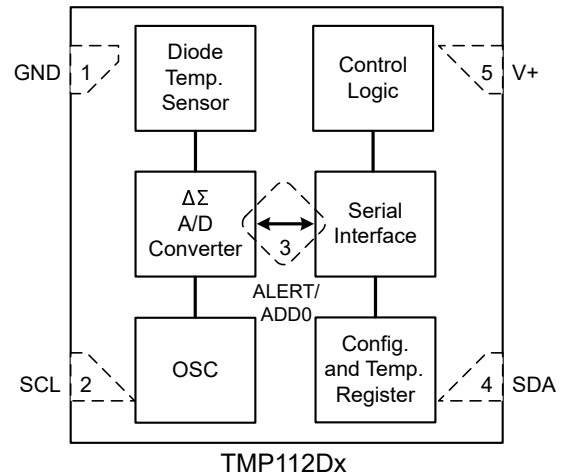 Diode
Temp.
Sensor
Control
Logic
GND
1
5
V+
ΔΣ
A/D
Converter
3
Serial
Interface
ALERT/
ADD0
OSC
Config.
and Temp.
Register
SCL
2
4
SDA
TMP112Dx